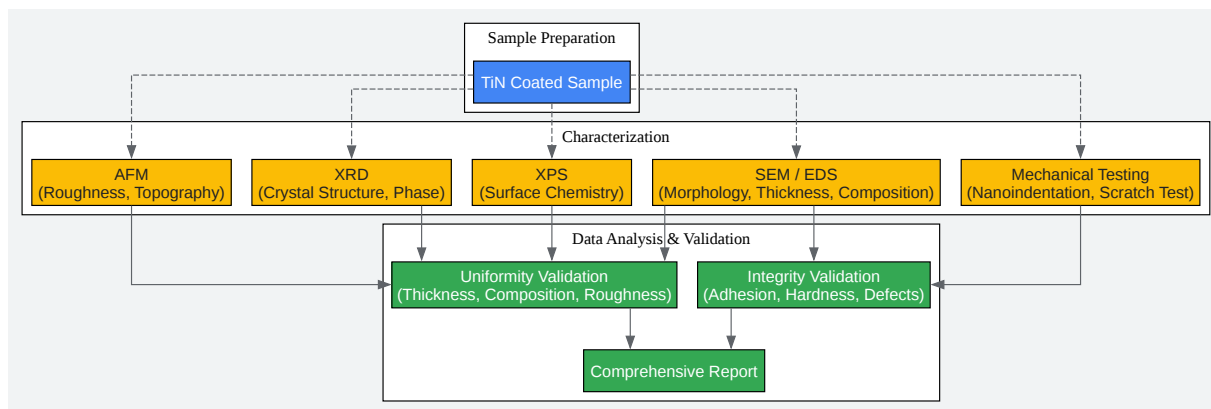 Sample Preparation
TiN Coated Sample
Characterization
AFM
(Roughness, Topography)
XRD
(Crystal Structure, Phase)
XPS
(Surface Chemistry)
SEM / EDS
(Morphology, Thickness, Composition)
Mechanical Testing
(Nanoindentation, Scratch Test)
Data Analysis & Validation
Uniformity Validation
(Thickness, Composition, Roughness)
Integrity Validation
(Adhesion, Hardness, Defects)
Comprehensive Report